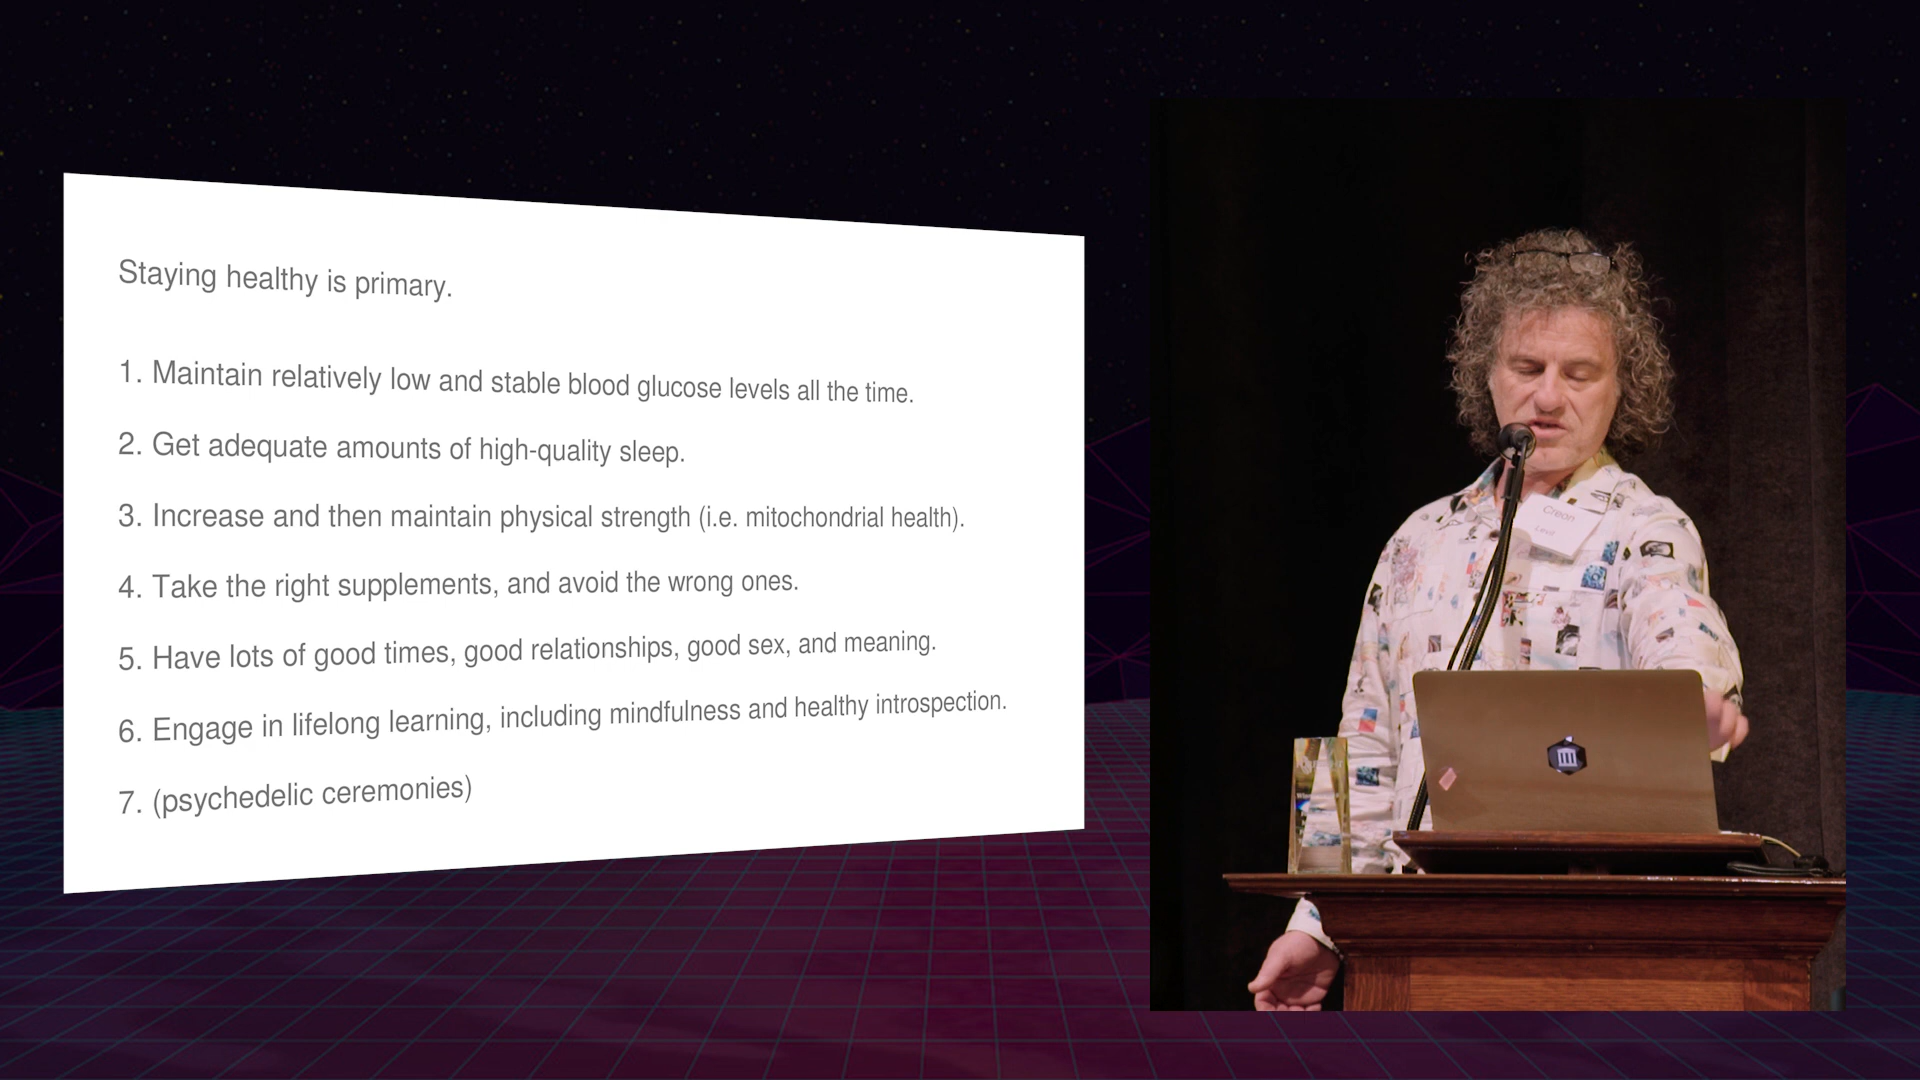 Staying healthy is primary.
1. Maintain relatively low and stable blood glucose levels all the time.
2. Get adequate amounts of high-quality sleep.
3. Increase and then maintain physical strength (i.e. mitochondrial health).
4. Take the right supplements, and avoid the wrong ones.
5. Have lots of good times, good relationships, good sex, and meaning.
6. Engage in lifelong learning, including mindfulness and healthy introspection.
7. (psychedelic ceremonies)
Crean
Levit